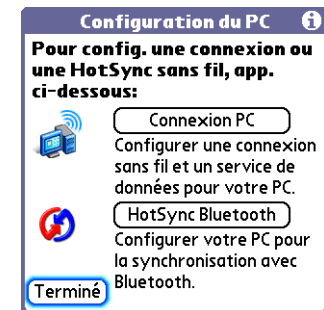 Configuration du PC
Pour config. une connexion ou
une HotSync sans fil, app.
ci-dessous:
Connexion PC
Configurer une connexion
sans fil et un service de
données pour votre PC.
HotSync Bluetooth
Configurer votre PC pour
la synchronisation avec
Bluetooth.
Terminé